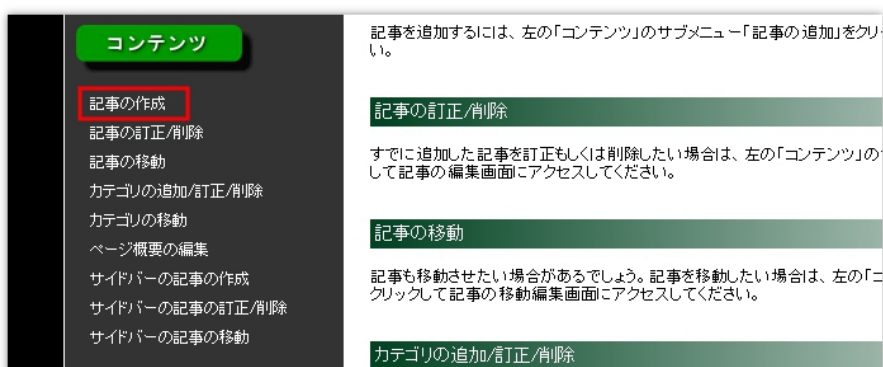 コンテンツ
記事の作成
記事の訂正/削除
記事の移動
カテゴリの追加/訂正/削除
カテゴリの移動
ページ概要の編集
サイドバーの記事の作成
サイドバーの記事の訂正/削除
サイドバーの記事の移動
記事を追加するには、左の「コンテンツ」のサブメニュー「記事の追加」をクリ
い。
記事の訂正/削除
すでに追加した記事を訂正もしくは削除したい場合は、左の「コンテンツ」の
して記事の編集画面にアクセスしてください。
記事の移動
記事も移動させたい場合があるでしょう。記事を移動したい場合は、左の「コ
クリックして記事の移動編集画面にアクセスしてください。
カテゴリの追加/訂正/削除